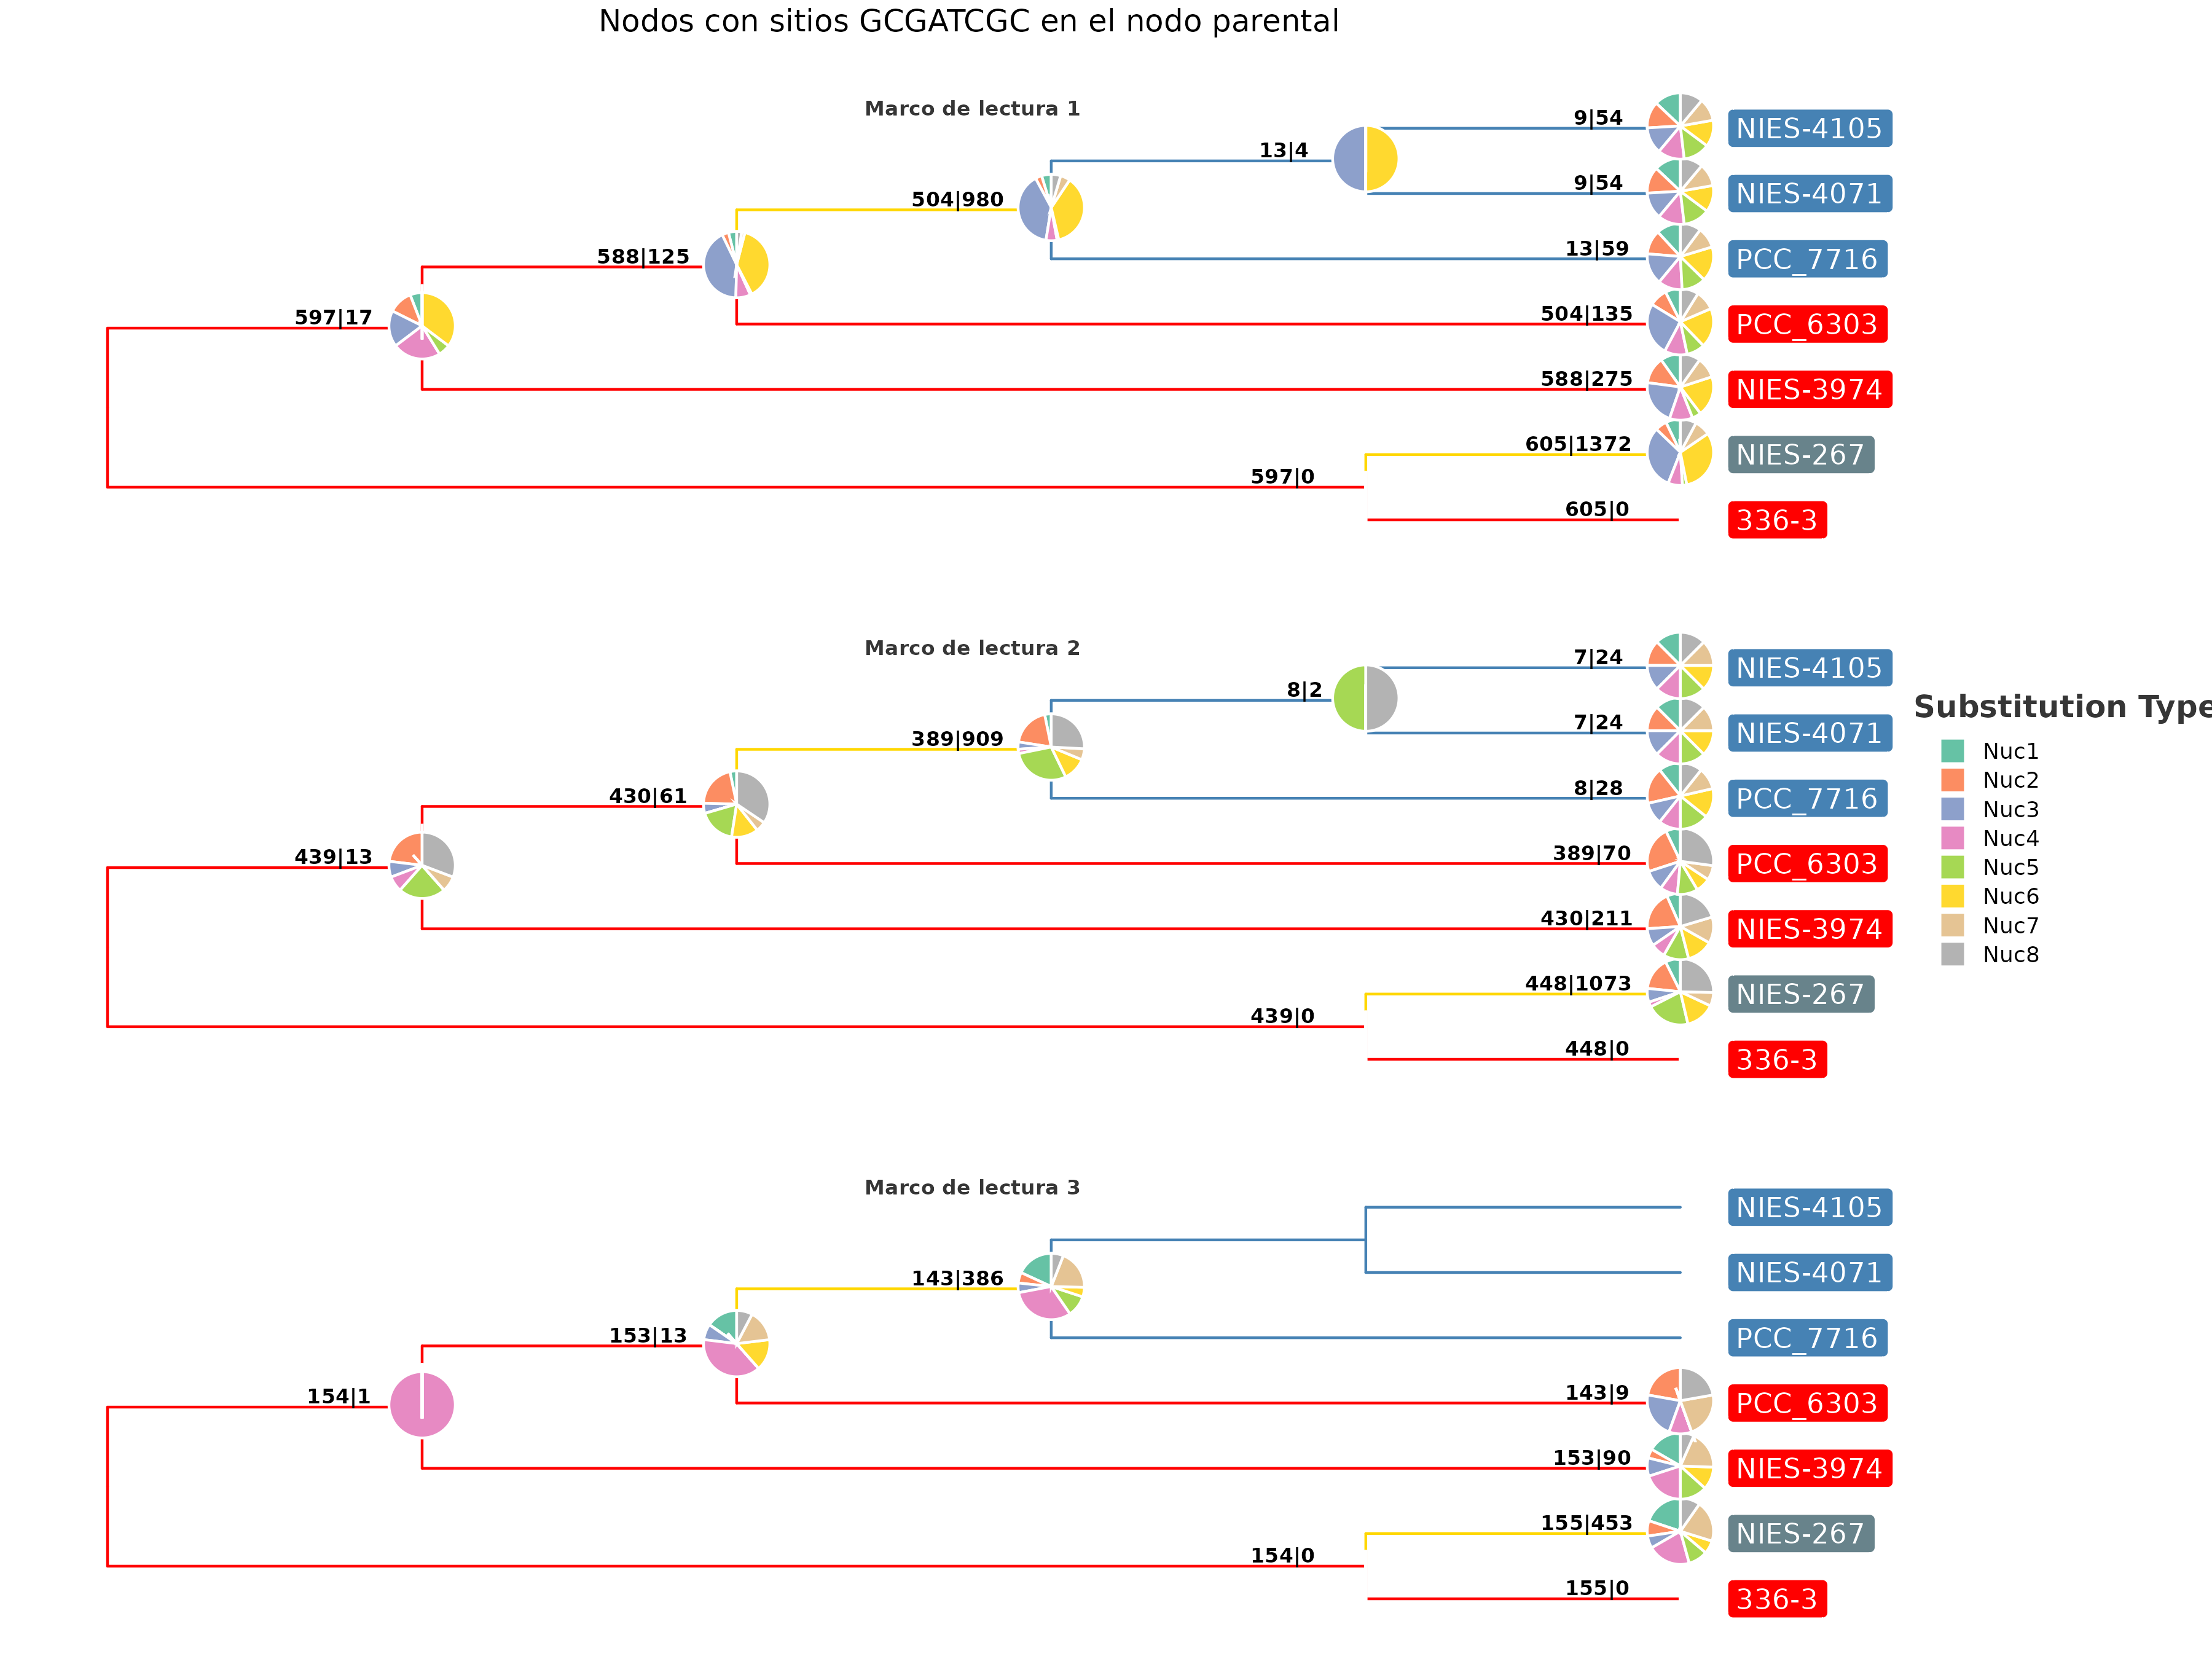 Nodos con sitios GCGATCGC en el nodo parental
Marco de lectura 1
9|54
NIES-4105
13|4
9|54
NIES-4071
504|980
13|59
PCC_7716
588|125
504|135
PCC_6303
597|17
588|275
NIES-3974
605|1372
NIES-267
597|0
605|0
336-3
Marco de lectura 2
7|24
NIES-4105
8|2
7|24
NIES-4071
389|909
8|28
PCC_7716
430|61
389|70
PCC_6303
439|13
430|211
NIES-3974
448|1073
NIES-267
439|0
448|0
336-3
Substitution Type
Nuc1
Nuc2
Nuc3
Nuc4
Nuc5
Nuc6
Nuc7
Nuc8
Marco de lectura 3
NIES-4105
NIES-4071
143|386
PCC_7716
153|13
143|9
PCC_6303
154|1
153|90
NIES-3974
155|453
NIES-267
154|0
155|0
336-3